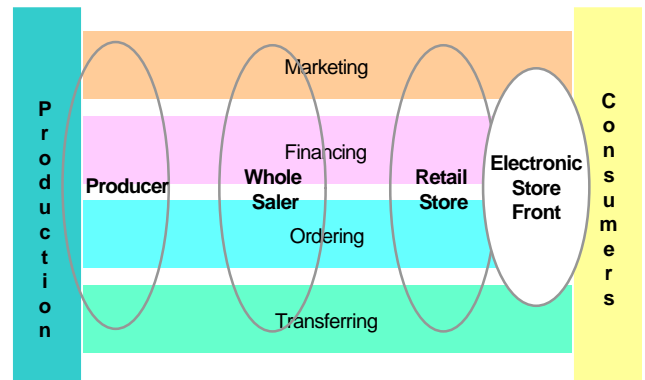 Production
Marketing
Financing
Producer
Whole
Saler
Retail
Store
Electronic
Store
Front
Ordering
Transferring
Consumers